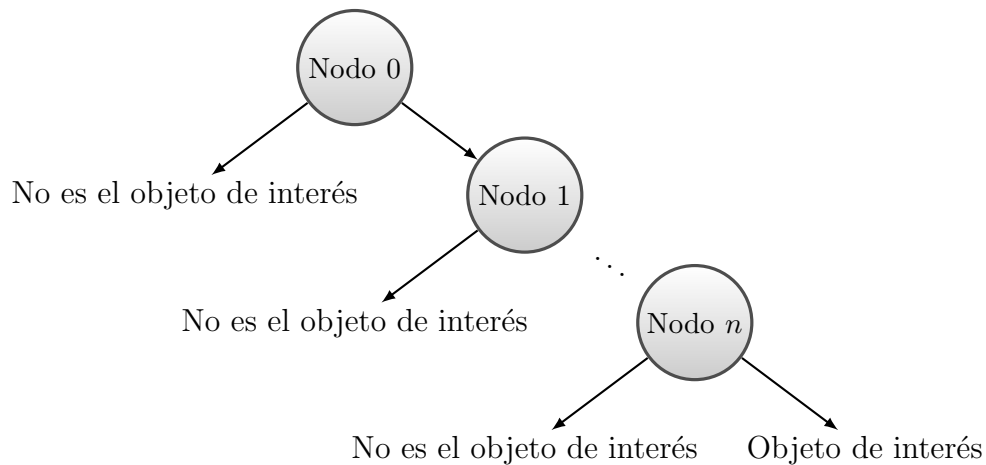 Nodo 0
No es el objeto de interés
Nodo 1
No es el objeto de interés
Nodo n
No es el objeto de interés
Objeto de interés